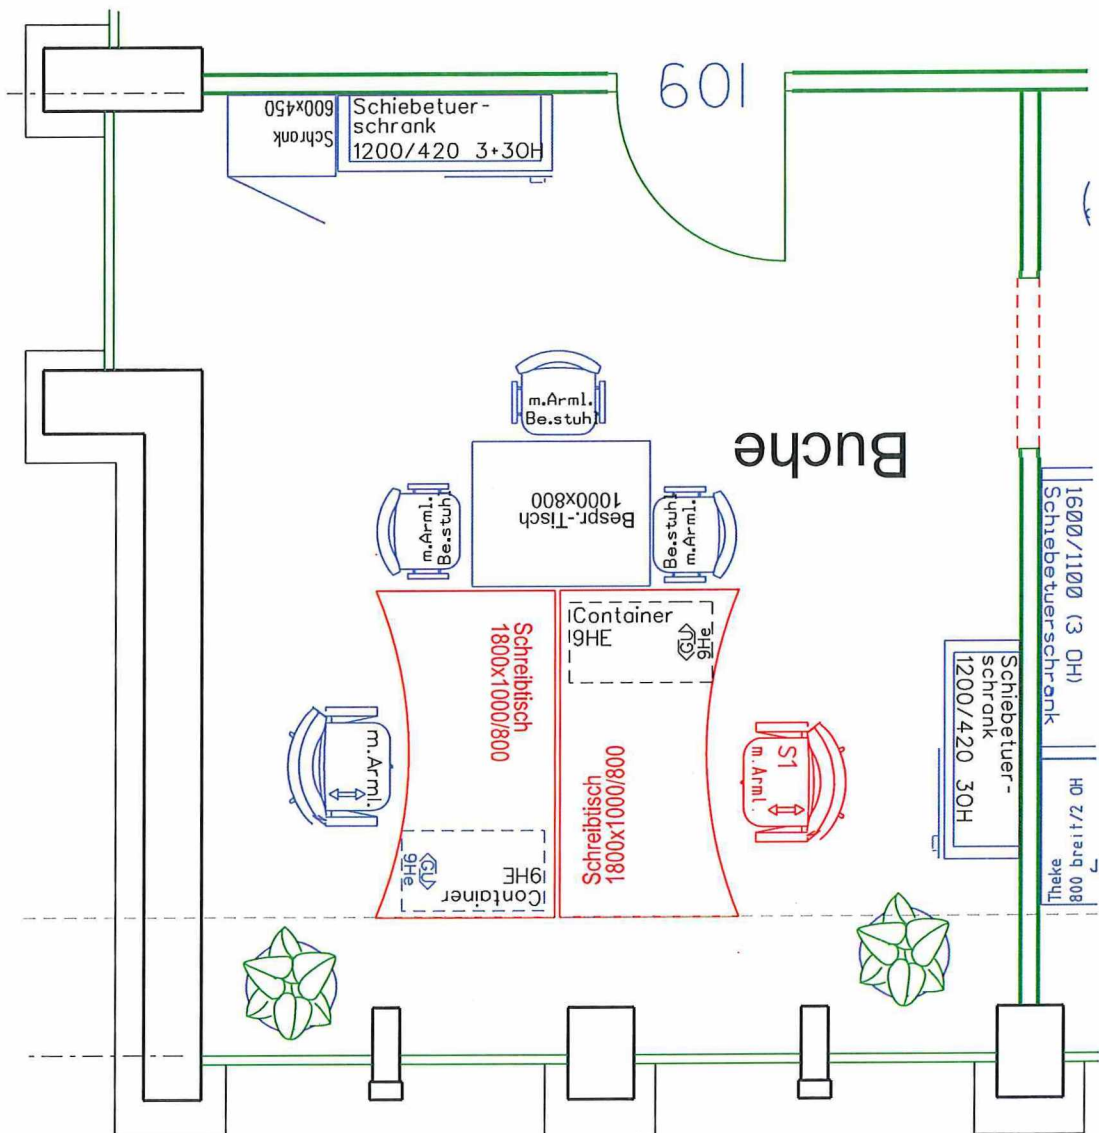 601
Schrank
600x450
Schiebetuer-
schrank
1200/420 3+3OH
m.Arml.
Be.stuhl
Buche
m.Arml.
Be.stuhl
Bespr.-Tisch
1000x800
Be.stuhl
m.Arml.
1600/1100 (3 OH)
Schiebetuerschrank
Schreibtisch
1800x1000/800
Container
9HE
GU
9He
Schiebetuer-
schrank
1200/420 3OH
m.Arml.
Schreibtisch
1800x1000/800
S1
m.Arml.
Theke
800 breit/2 OH
Container
9HE
GU
9He